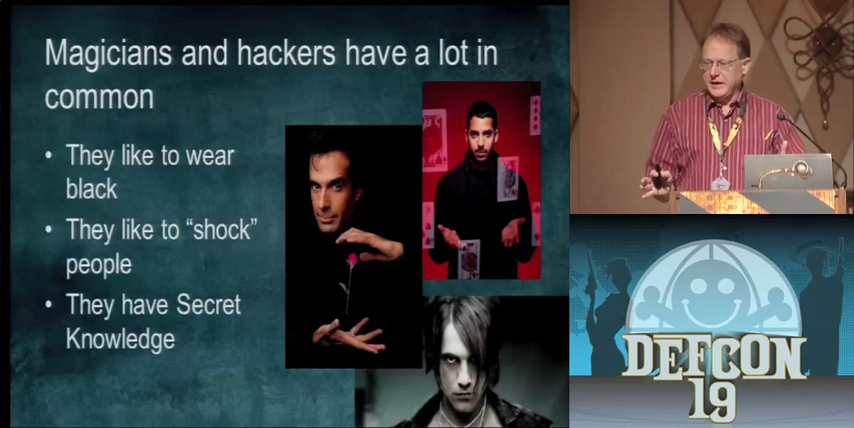 Magicians and hackers have a lot in
common
• They like to wear
black
• They like to “shock”
people
• They have Secret
Knowledge
DEFCON
19